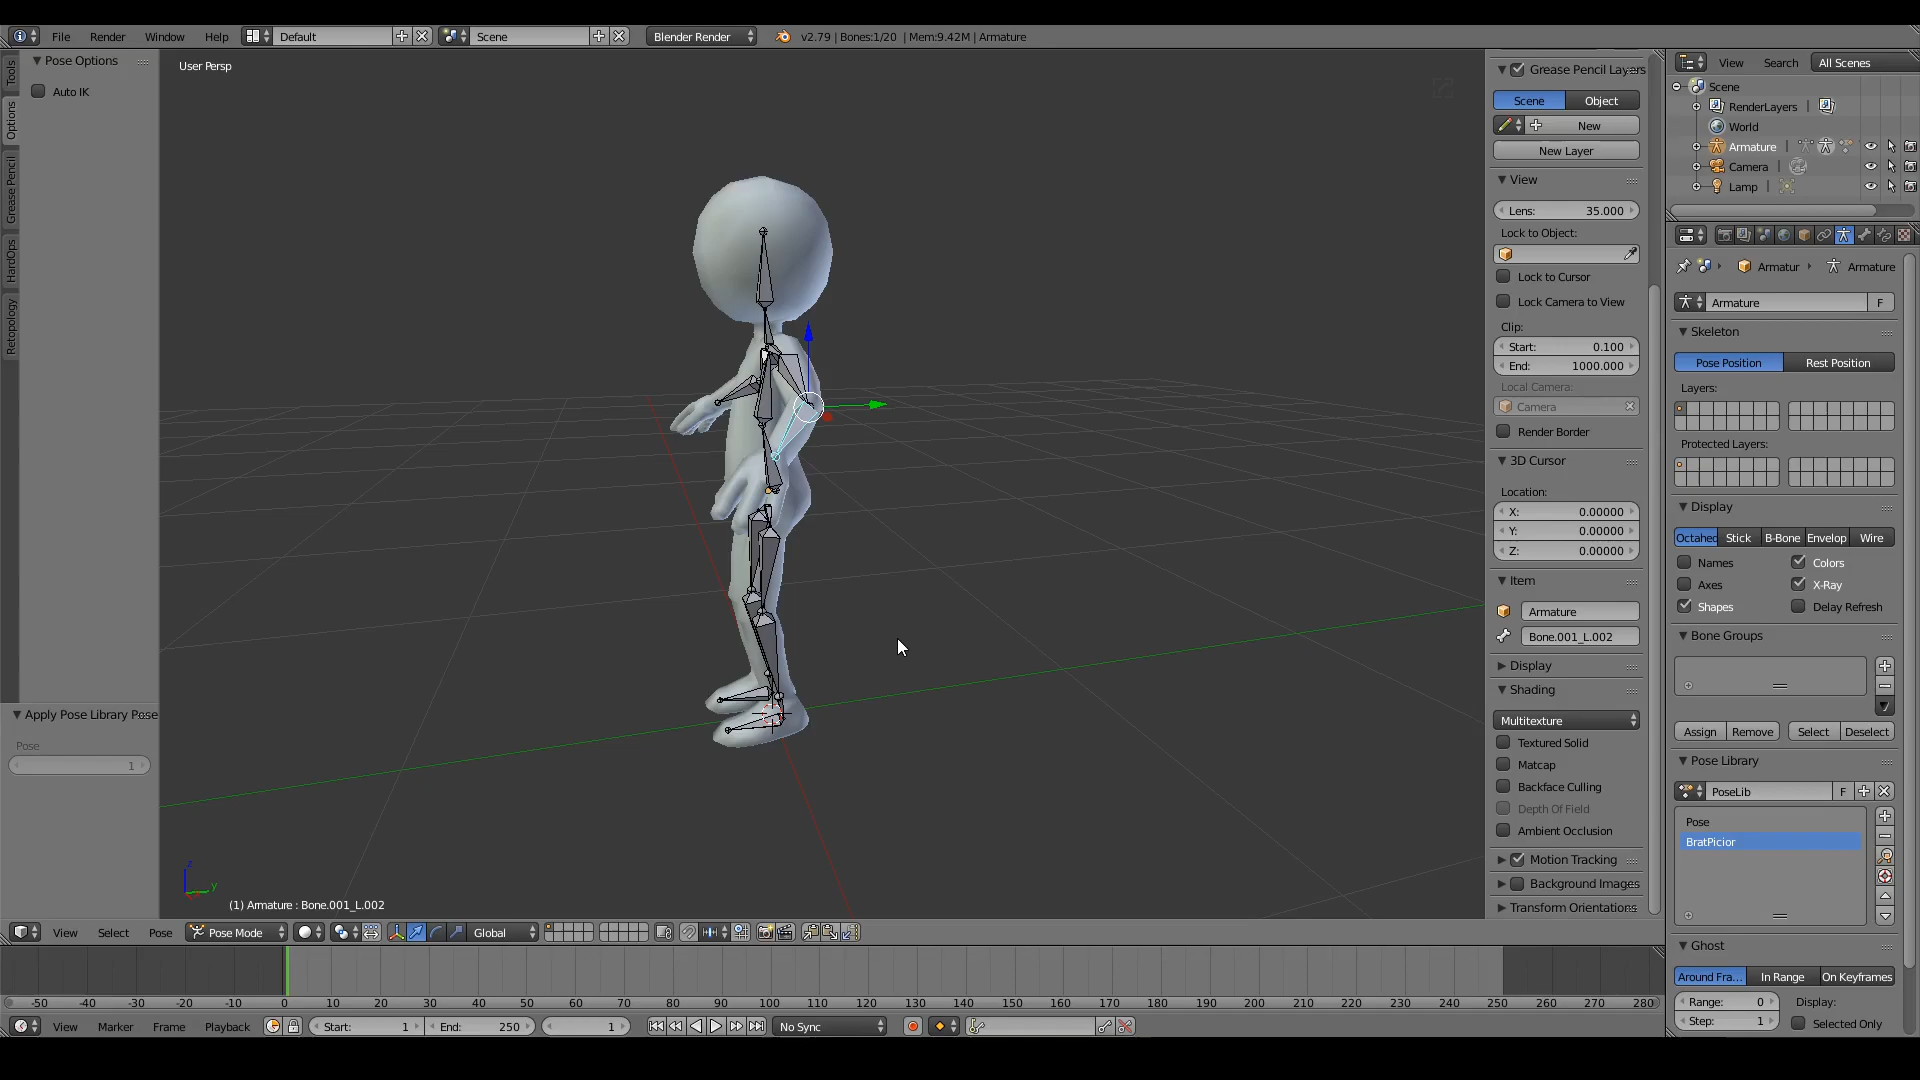 File Render Window Help Default Scene Blender Render v2.79 | Bones:1/20 | Mem:9.42M | Armature
Pose Options
Auto IK
Tools
Options
Grease Pencil
HardOps
Retopology
Apply Pose Library Pose
Pose
1
User Persp
(1) Armature : Bone.001_L.002
z
y
Grease Pencil Layers
Scene Object
New
New Layer
View
Lens: 35.000
Lock to Object:
Lock to Cursor
Lock Camera to View
Clip:
Start: 0.100
End: 1000.000
Local Camera:
Camera
Render Border
3D Cursor
Location:
X: 0.00000
Y: 0.00000
Z: 0.00000
Item
Armature
Bone.001_L.002
Display
Shading
Multitexture
Textured Solid
Matcap
Backface Culling
Depth Of Field
Ambient Occlusion
Motion Tracking
Background Images
Transform Orientations
View Search All Scenes
Scene
RenderLayers
World
Armature
Camera
Lamp
Armatur Armature
Armature F
Skeleton
Pose Position Rest Position
Layers:
Protected Layers:
Display
Octahed Stick B-Bone Envelop Wire
Names Colors
Axes X-Ray
Shapes Delay Refresh
Bone Groups
Assign Remove Select Deselect
Pose Library
PoseLib F
Pose
BratPicior
Ghost
Around Fra... In Range On Keyframes
Range: 0 Display:
Step: 1 Selected Only
View Select Pose Pose Mode Global
-50 -40 -30 -20 -10 0 10 20 30 40 50 60 70 80 90 100 110 120 130 140 150 160 170 180 190 200 210 220 230 240 250 260 270 280
View Marker Frame Playback Start: 1 End: 250 1 No Sync